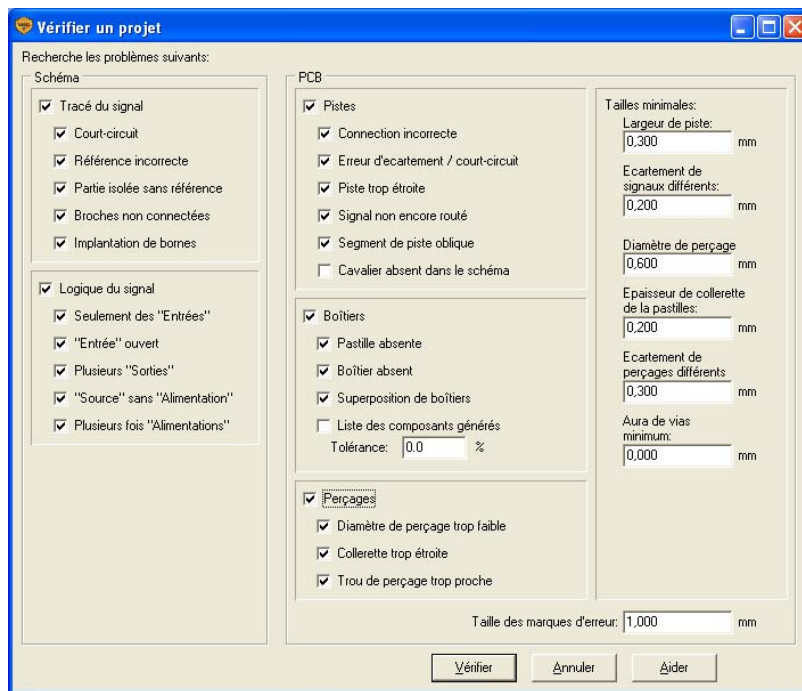 Vérifier un projet
Recherche les problèmes suivants:
Schéma
Tracé du signal
Court-circuit
Référence incorrecte
Partie isolée sans référence
Broches non connectées
Implantation de bornes
Logique du signal
Seulement des "Entrées"
"Entrée" ouvert
Plusieurs "Sorties"
"Source" sans "Alimentation"
Plusieurs fois "Alimentations"
PCB
Pistes
Connection incorrecte
Erreur d'ecartement / court-circuit
Piste trop étroite
Signal non encore routé
Segment de piste oblique
Cavalier absent dans le schéma
Boîtiers
Pastille absente
Boîtier absent
Superposition de boîtiers
Liste des composants générés
Tolérance: 0.0 %
Perçages
Diamètre de perçage trop faible
Collerette trop étroite
Trou de perçage trop proche
Tailles minimales:
Largeur de piste:
0,300 mm
Ecartement de
signaux différents:
0,200 mm
Diamètre de perçage
0,600 mm
Epaisseur de collerette
de la pastilles:
0,200 mm
Ecartement de
perçages différents
0,300 mm
Aura de vias
minimum:
0,000 mm
Taille des marques d'erreur: 1,000 mm
Vérifier
Annuler
Aider